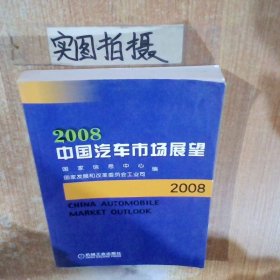 实图拍摄
2008
中国汽车市场展望
国家信息中心 编
国家发展和改革委员会工业司
2008
CHINA AUTOMOBILE
MARKET OUTLOOK
机械工业出版社